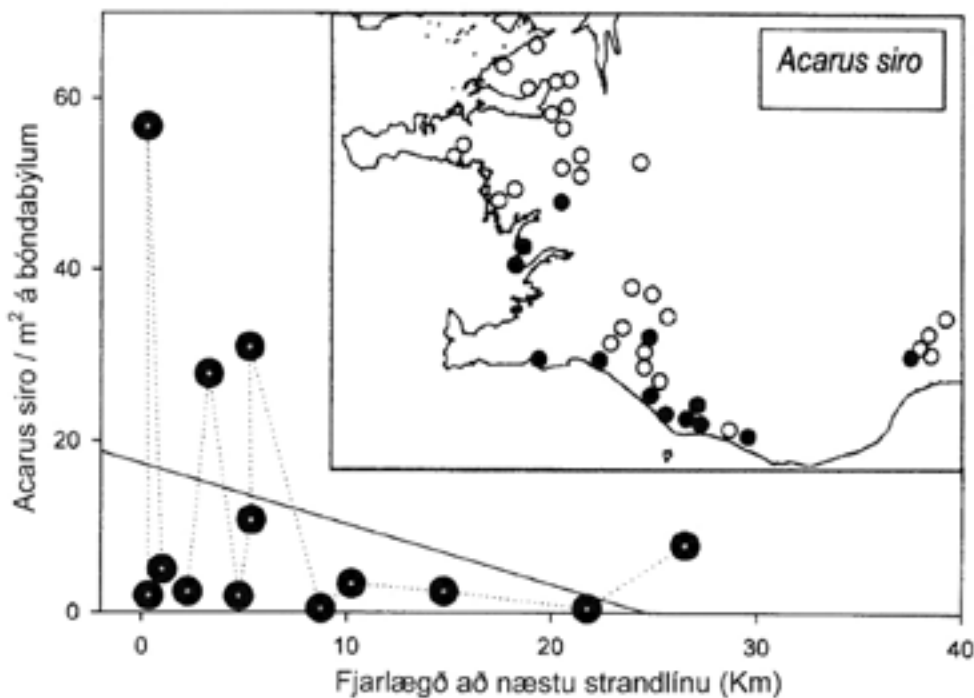 Acarus siro
60
40
20
0
Acarus siro / m² á bóndabýlum
0 10 20 30 40
Fjarlægð að næstu strandlínu (Km)